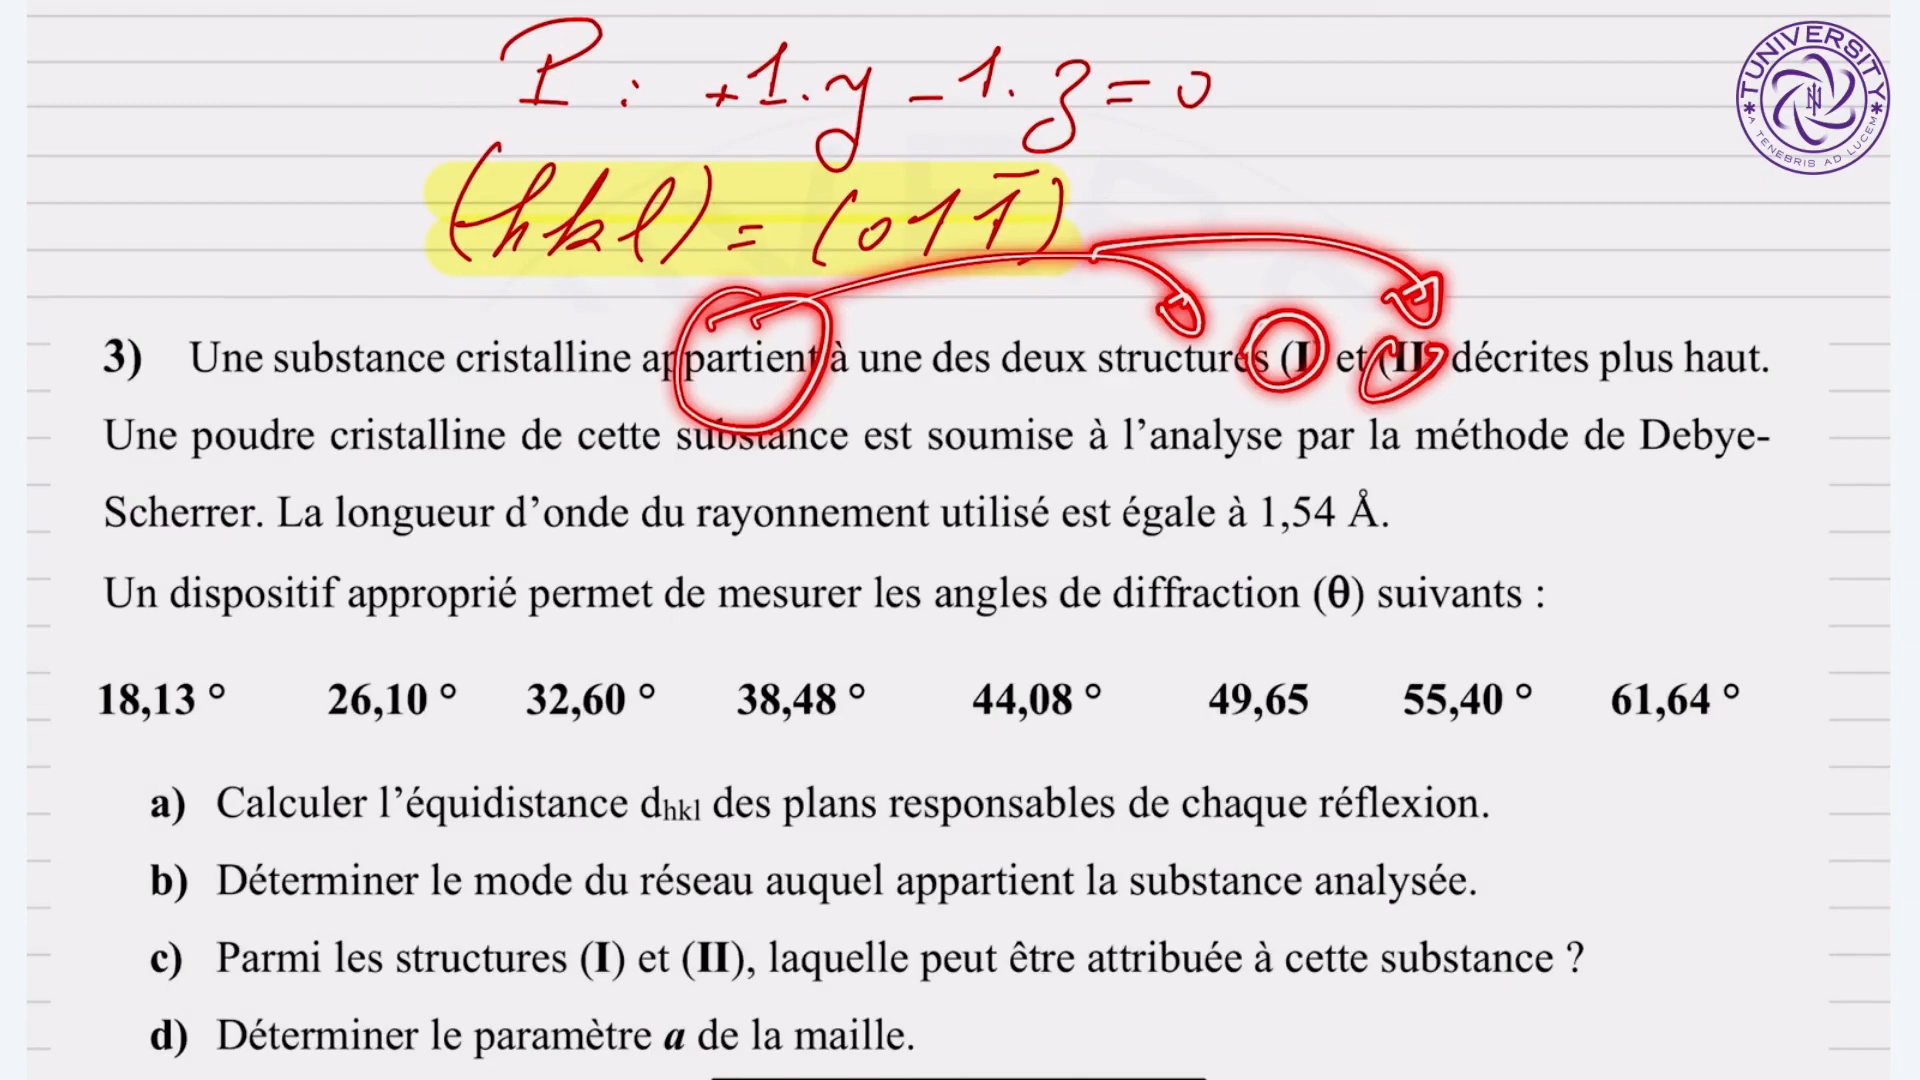 P : +1.y - 1.z = 0
TUNIVERSITY
A TENEBRIS AD LUCEM
(hkl) = (011̄)
3) Une substance cristalline appartient à une des deux structures (I) et (II) décrites plus haut.
Une poudre cristalline de cette substance est soumise à l’analyse par la méthode de Debye-
Scherrer. La longueur d’onde du rayonnement utilisé est égale à 1,54 Å.
Un dispositif approprié permet de mesurer les angles de diffraction (θ) suivants :
18,13 ° 26,10 ° 32,60 ° 38,48 ° 44,08 ° 49,65 55,40 ° 61,64 °
a) Calculer l’équidistance dhkl des plans responsables de chaque réflexion.
b) Déterminer le mode du réseau auquel appartient la substance analysée.
c) Parmi les structures (I) et (II), laquelle peut être attribuée à cette substance ?
d) Déterminer le paramètre a de la maille.